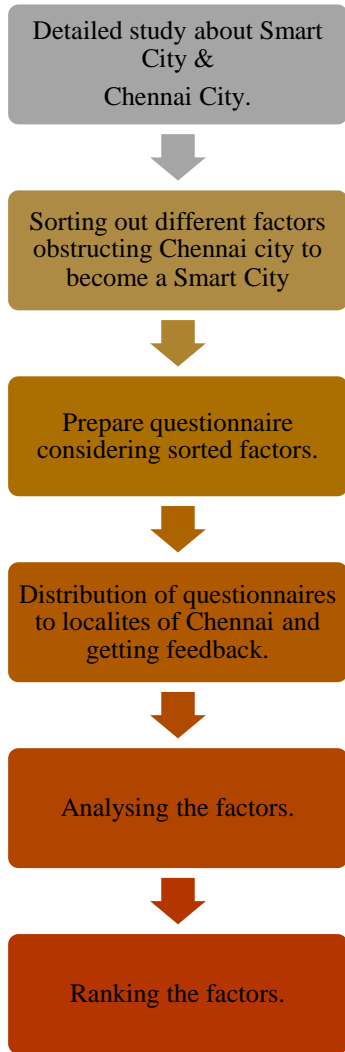 Detailed study about Smart
City &
Chennai City.
Sorting out different factors
obstructing Chennai city to
become a Smart City
Prepare questionnaire
considering sorted factors.
Distribution of questionnaires
to localites of Chennai and
getting feedback.
Analysing the factors.
Ranking the factors.